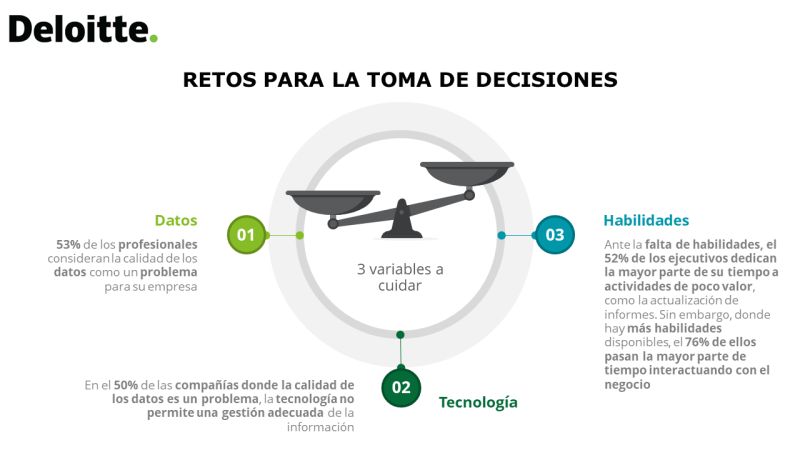 Deloitte.
RETOS PARA LA TOMA DE DECISIONES
Datos
01
53% de los profesionales
consideran la calidad de los
datos como un problema
para su empresa
3 variables a
cuidar
03
Habilidades
Ante la falta de habilidades, el
52% de los ejecutivos dedican
la mayor parte de su tiempo a
actividades de poco valor,
como la actualización de
informes. Sin embargo, donde
hay más habilidades
disponibles, el 76% de ellos
pasan la mayor parte de
tiempo interactuando con el
negocio
En el 50% de las compañías donde la calidad de
los datos es un problema, la tecnología no
permite una gestión adecuada de la
información
02
Tecnología